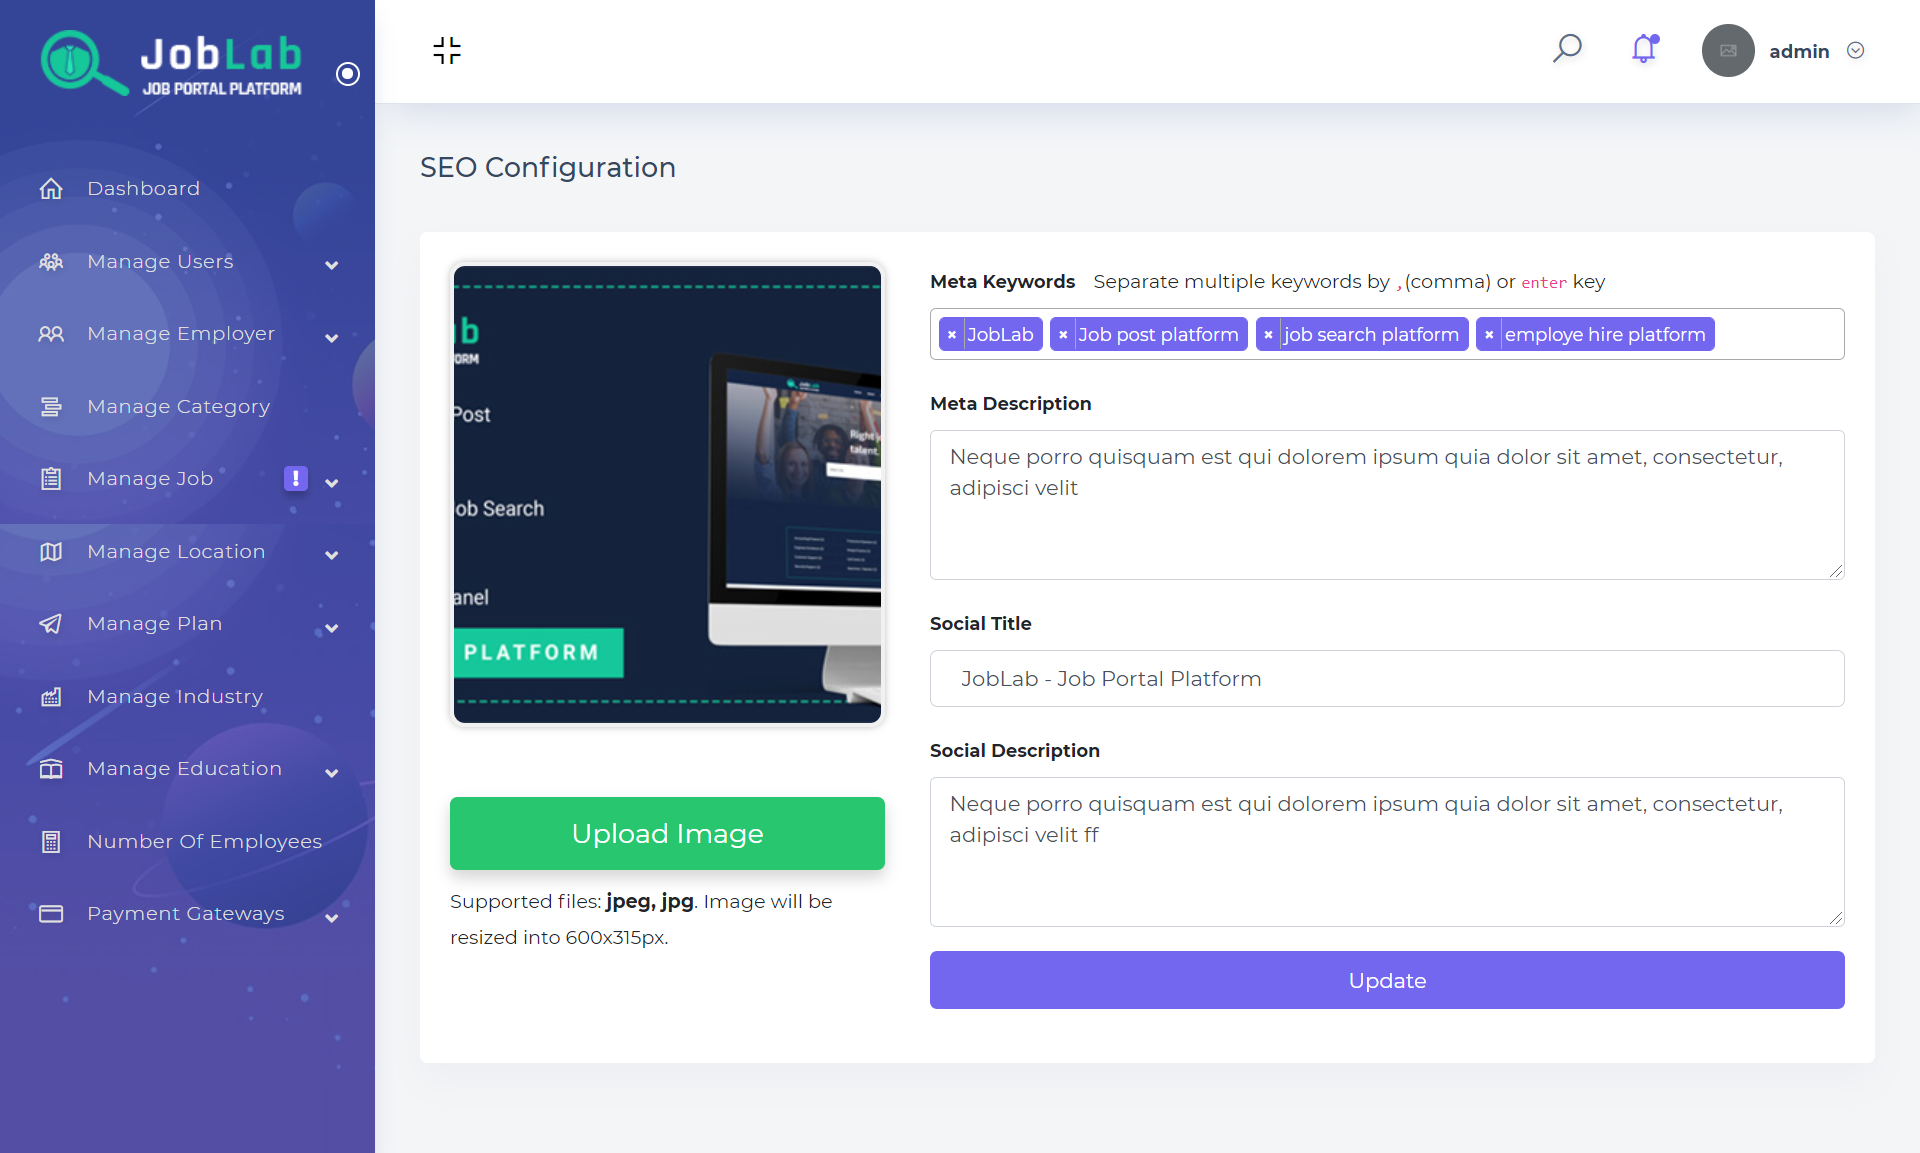 JobLab
JOB PORTAL PLATFORM
admin
Dashboard
Manage Users
Manage Employer
Manage Category
Manage Job
!
Manage Location
Manage Plan
Manage Industry
Manage Education
Number Of Employees
Payment Gateways
SEO Configuration
ab
ORM
Post
ob Search
anel
PLATFORM
JobLab
Right
talent.
Upload Image
Supported files: jpeg, jpg. Image will be
resized into 600x315px.
Meta Keywords Separate multiple keywords by ,(comma) or enter key
× JobLab × Job post platform × job search platform × employe hire platform
Meta Description
Neque porro quisquam est qui dolorem ipsum quia dolor sit amet, consectetur,
adipisci velit
Social Title
JobLab - Job Portal Platform
Social Description
Neque porro quisquam est qui dolorem ipsum quia dolor sit amet, consectetur,
adipisci velit ff
Update